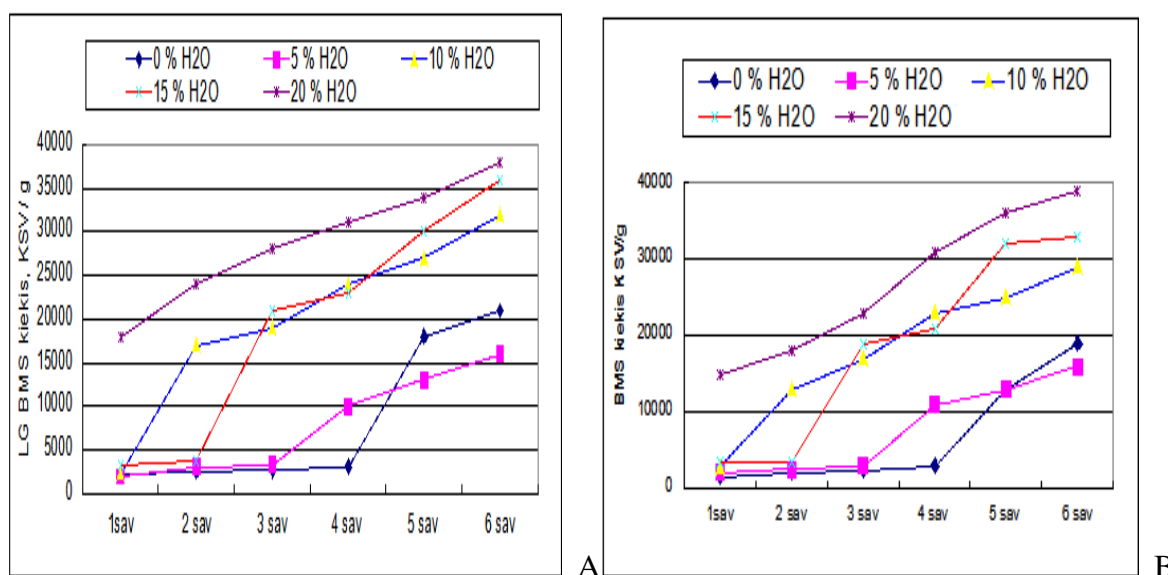 0 % H2O 5 % H2O 10 % H2O
15 % H2O 20 % H2O
LG BMS kiekis, KSV / g
40000
35000
30000
25000
20000
15000
10000
5000
0
1sav 2 sav 3 sav 4 sav 5 sav 6 sav
A
0 % H2O 5 % H2O 10 % H2O
15 % H2O 20 % H2O
BMS kiekis K SV/g
40000
30000
20000
10000
0
1sav 2 sav 3 sav 4 sav 5 sav 6 sav
B